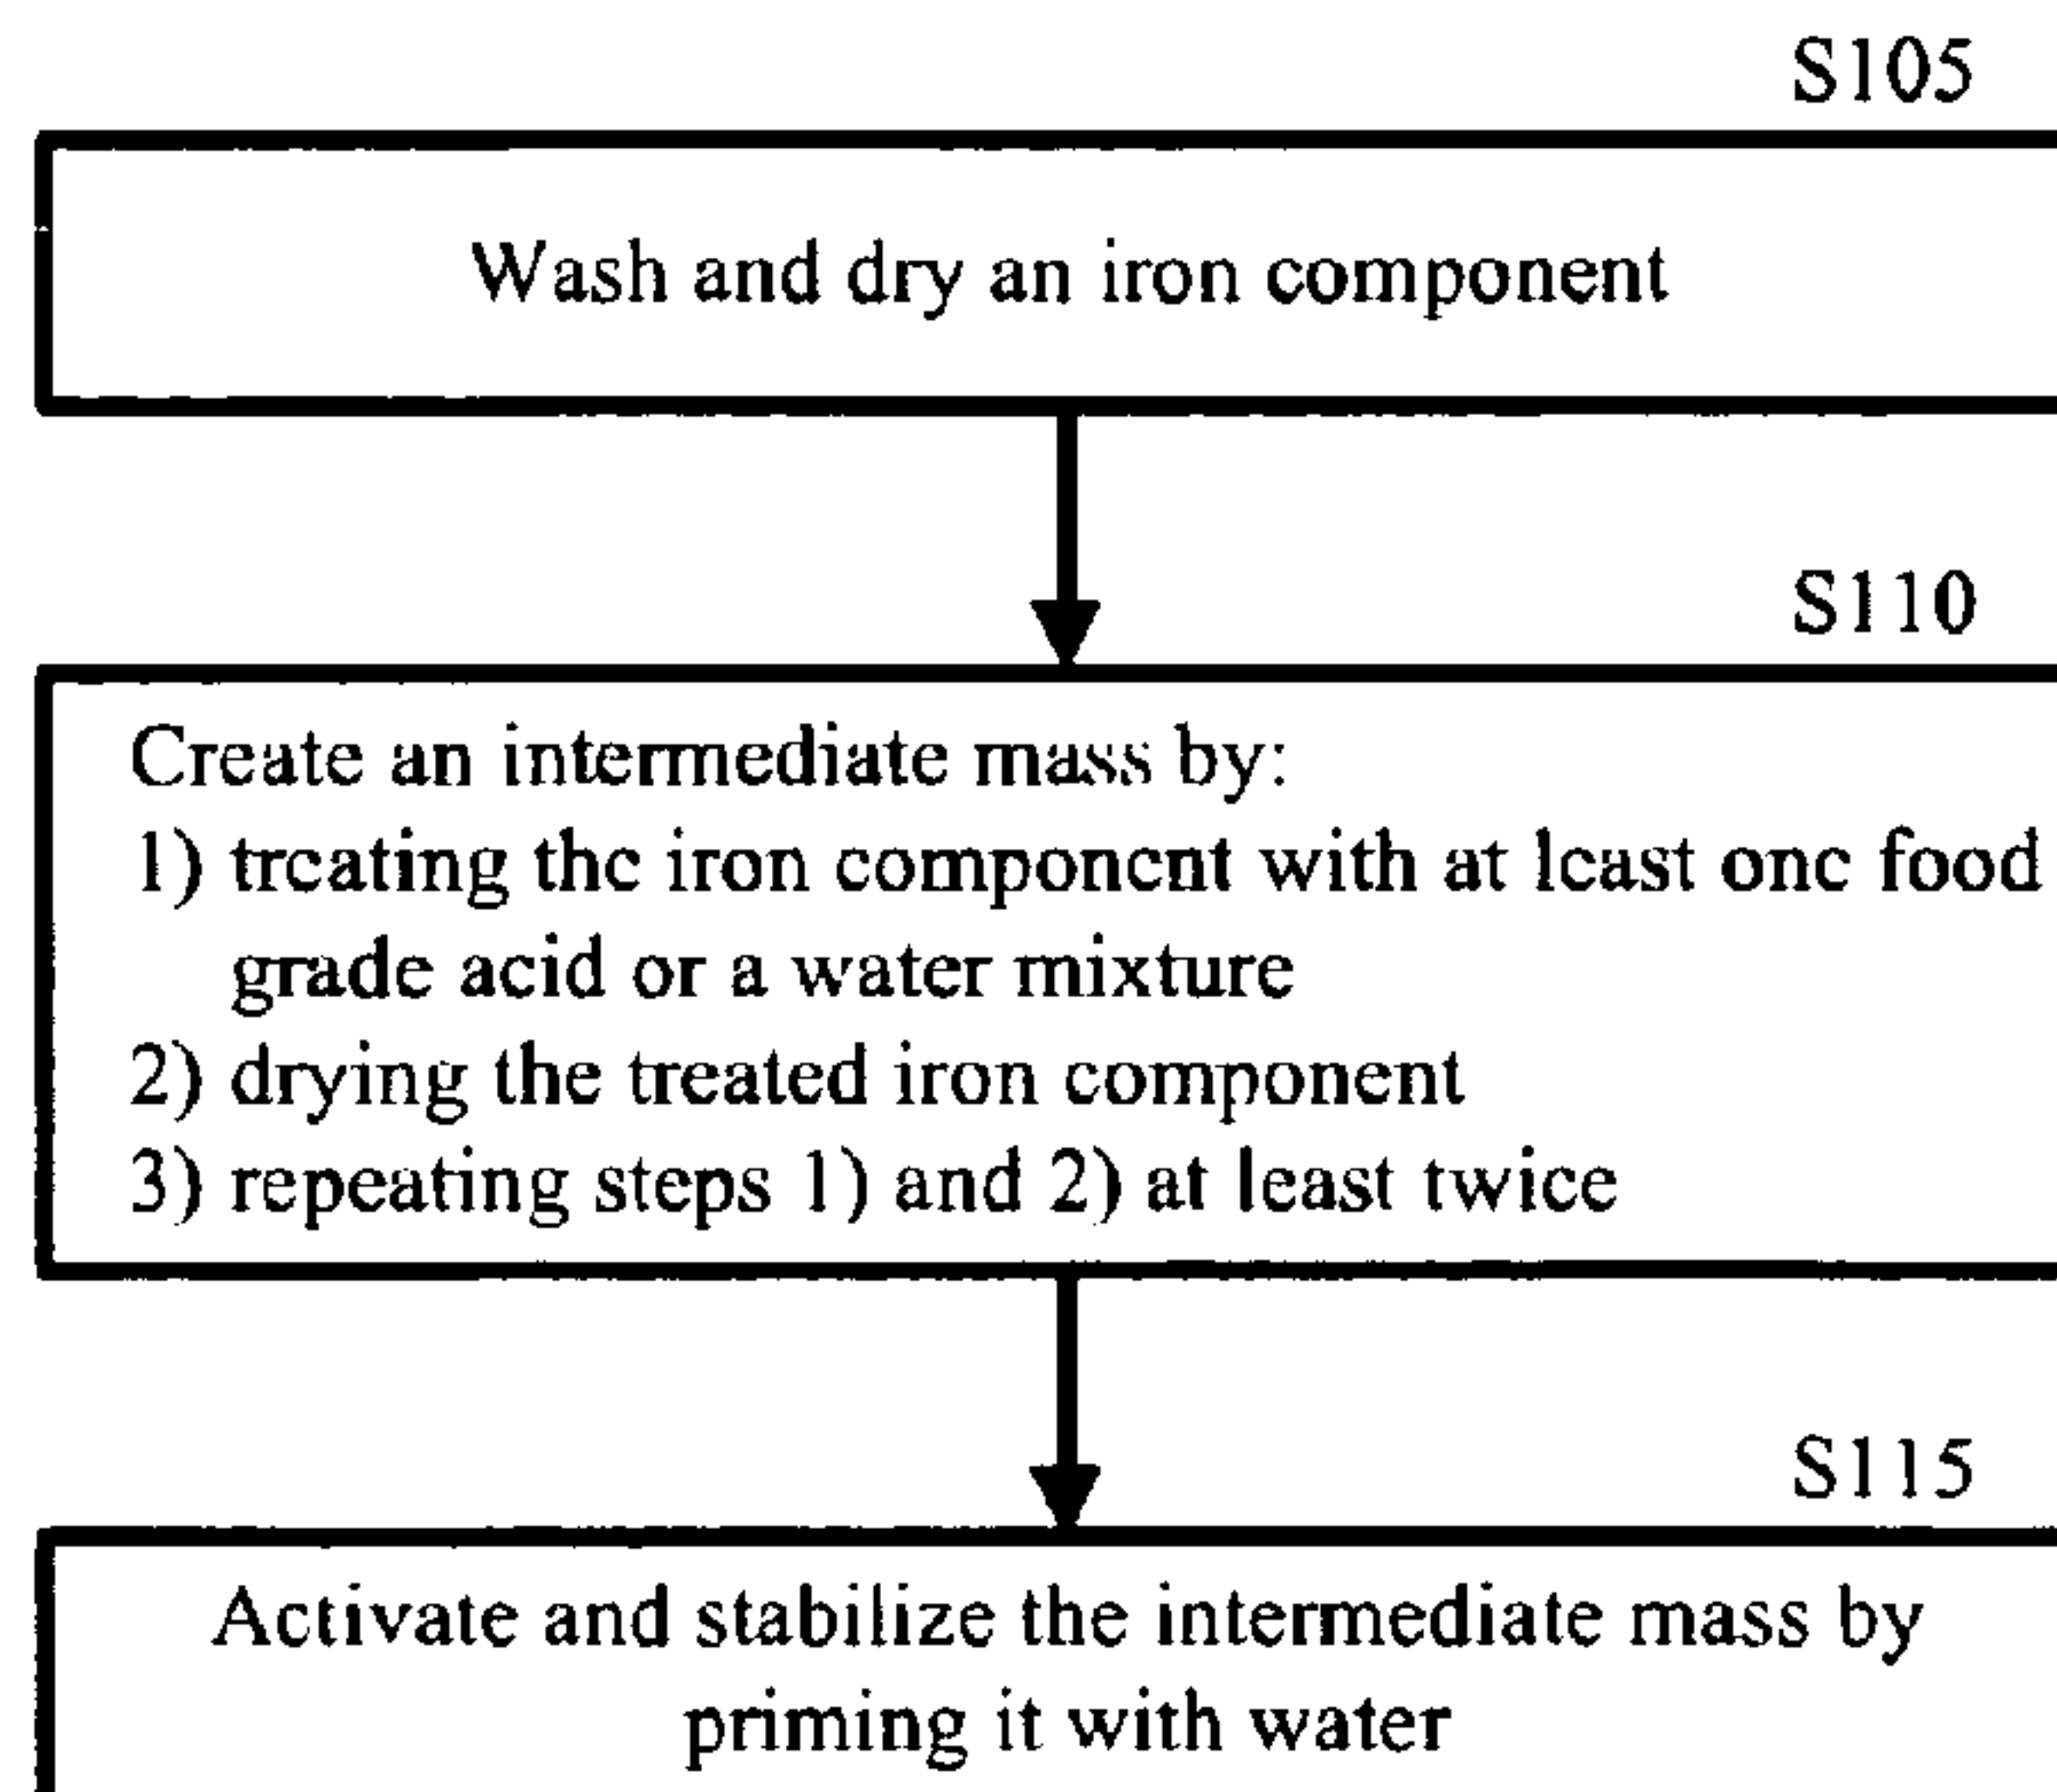 S105
Wash and dry an iron component
S110
Create an intermediate mass by:
1) treating the iron component with at least one food
grade acid or a water mixture
2) drying the treated iron component
3) repeating steps 1) and 2) at least twice
S115
Activate and stabilize the intermediate mass by
priming it with water